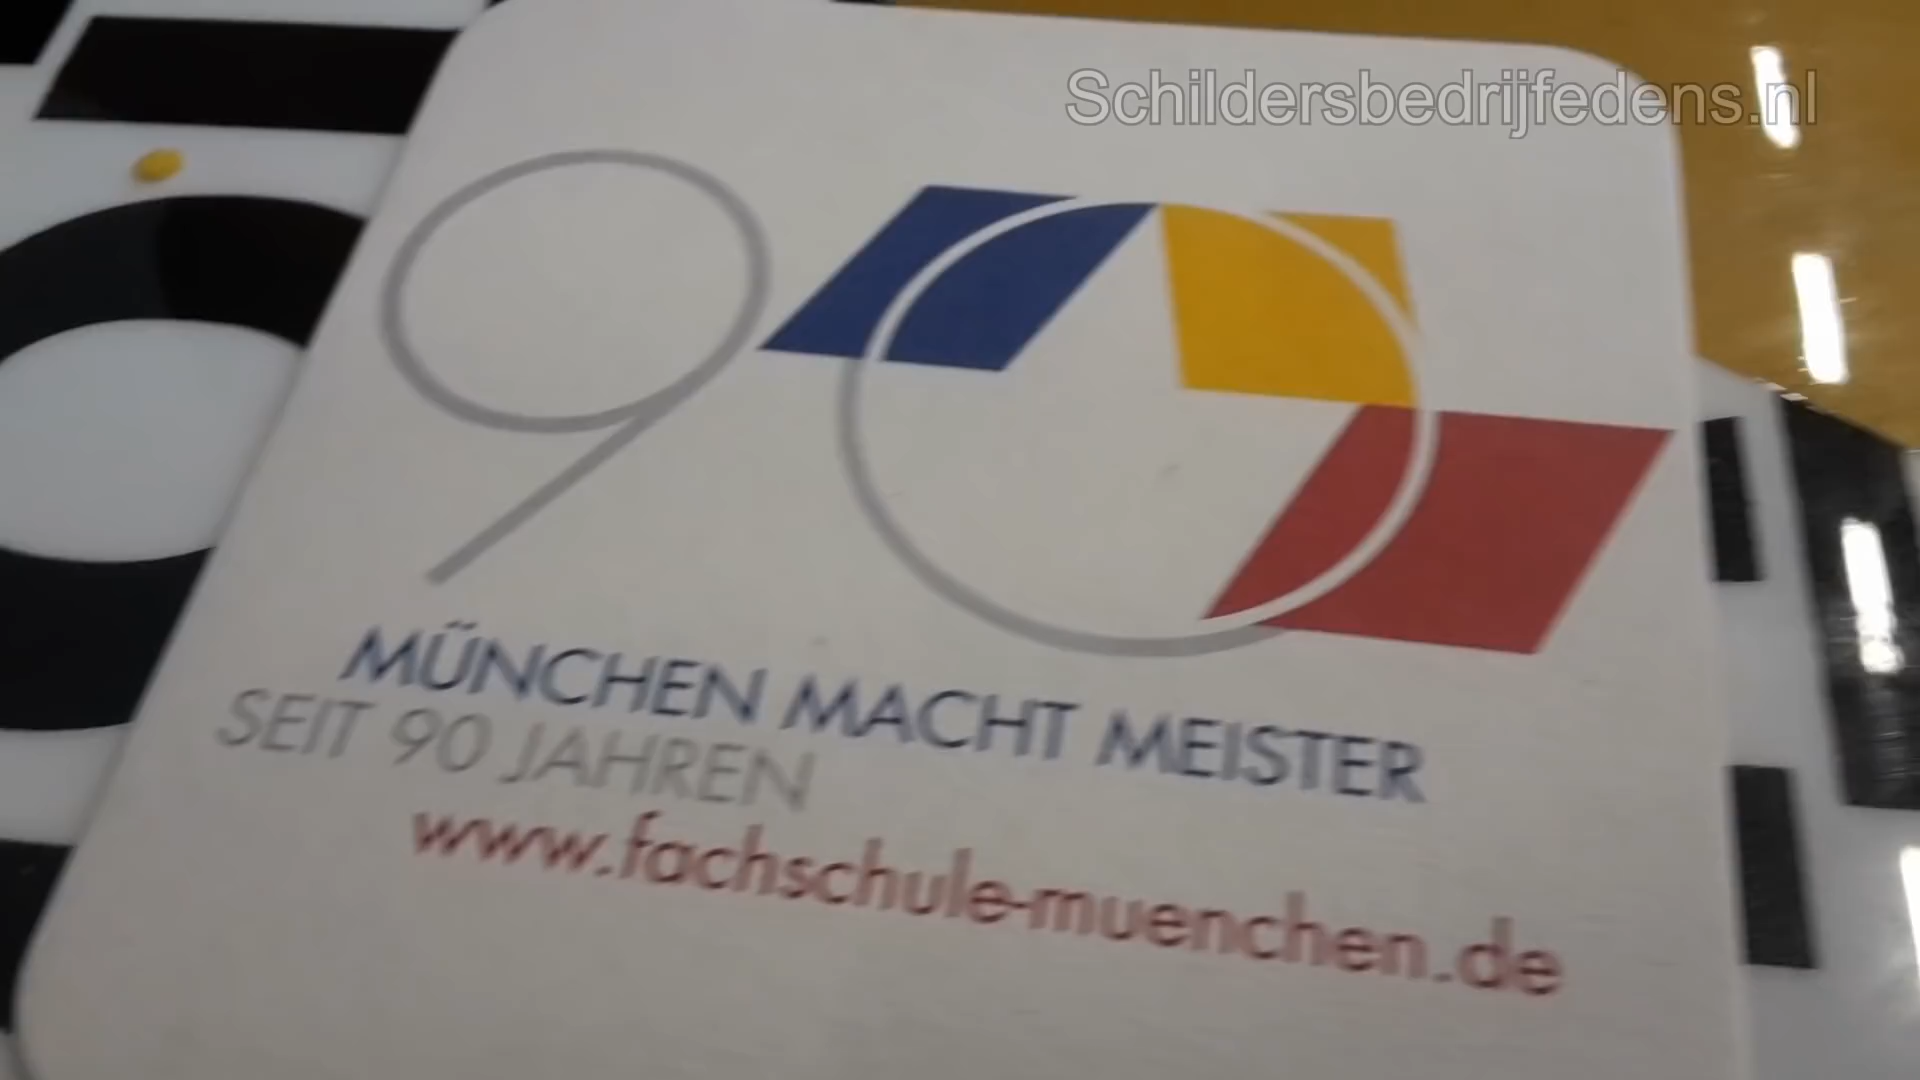 Schildersbedrijfedens.nl
90
MÜNCHEN MACHT MEISTER
SEIT 90 JAHREN
www.fachschule-muenchen.de